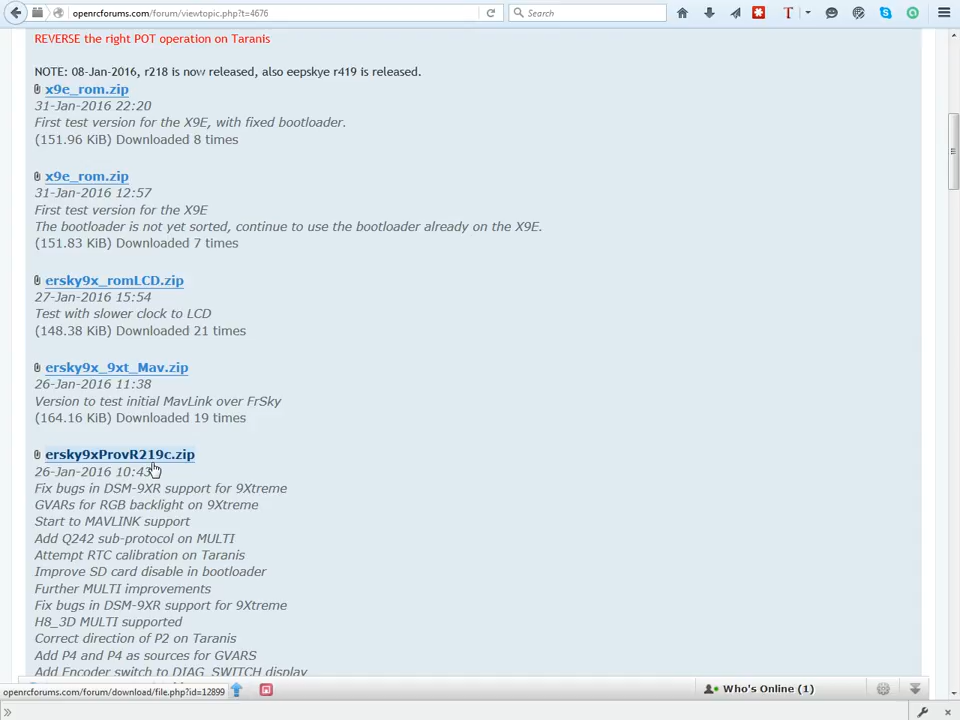 openrcforums.com/forum/viewtopic.php?t=4676
Search
REVERSE the right POT operation on Taranis
NOTE: 08-Jan-2016, r218 is now released, also eepskye r419 is released.
x9e_rom.zip
31-Jan-2016 22:20
First test version for the X9E, with fixed bootloader.
(151.96 KiB) Downloaded 8 times
x9e_rom.zip
31-Jan-2016 12:57
First test version for the X9E
The bootloader is not yet sorted, continue to use the bootloader already on the X9E.
(151.83 KiB) Downloaded 7 times
ersky9x_romLCD.zip
27-Jan-2016 15:54
Test with slower clock to LCD
(148.38 KiB) Downloaded 21 times
ersky9x_9xt_Mav.zip
26-Jan-2016 11:38
Version to test initial MavLink over FrSky
(164.16 KiB) Downloaded 19 times
ersky9xProvR219c.zip
26-Jan-2016 10:43
Fix bugs in DSM-9XR support for 9Xtreme
GVARs for RGB backlight on 9Xtreme
Start to MAVLINK support
Add Q242 sub-protocol on MULTI
Attempt RTC calibration on Taranis
Improve SD card disable in bootloader
Further MULTI improvements
Fix bugs in DSM-9XR support for 9Xtreme
H8_3D MULTI supported
Correct direction of P2 on Taranis
Add P4 and P4 as sources for GVARS
Add Encoder switch to DIAG_SWITCH display
openrcforums.com/forum/download/file.php?id=12899
Who's Online (1)